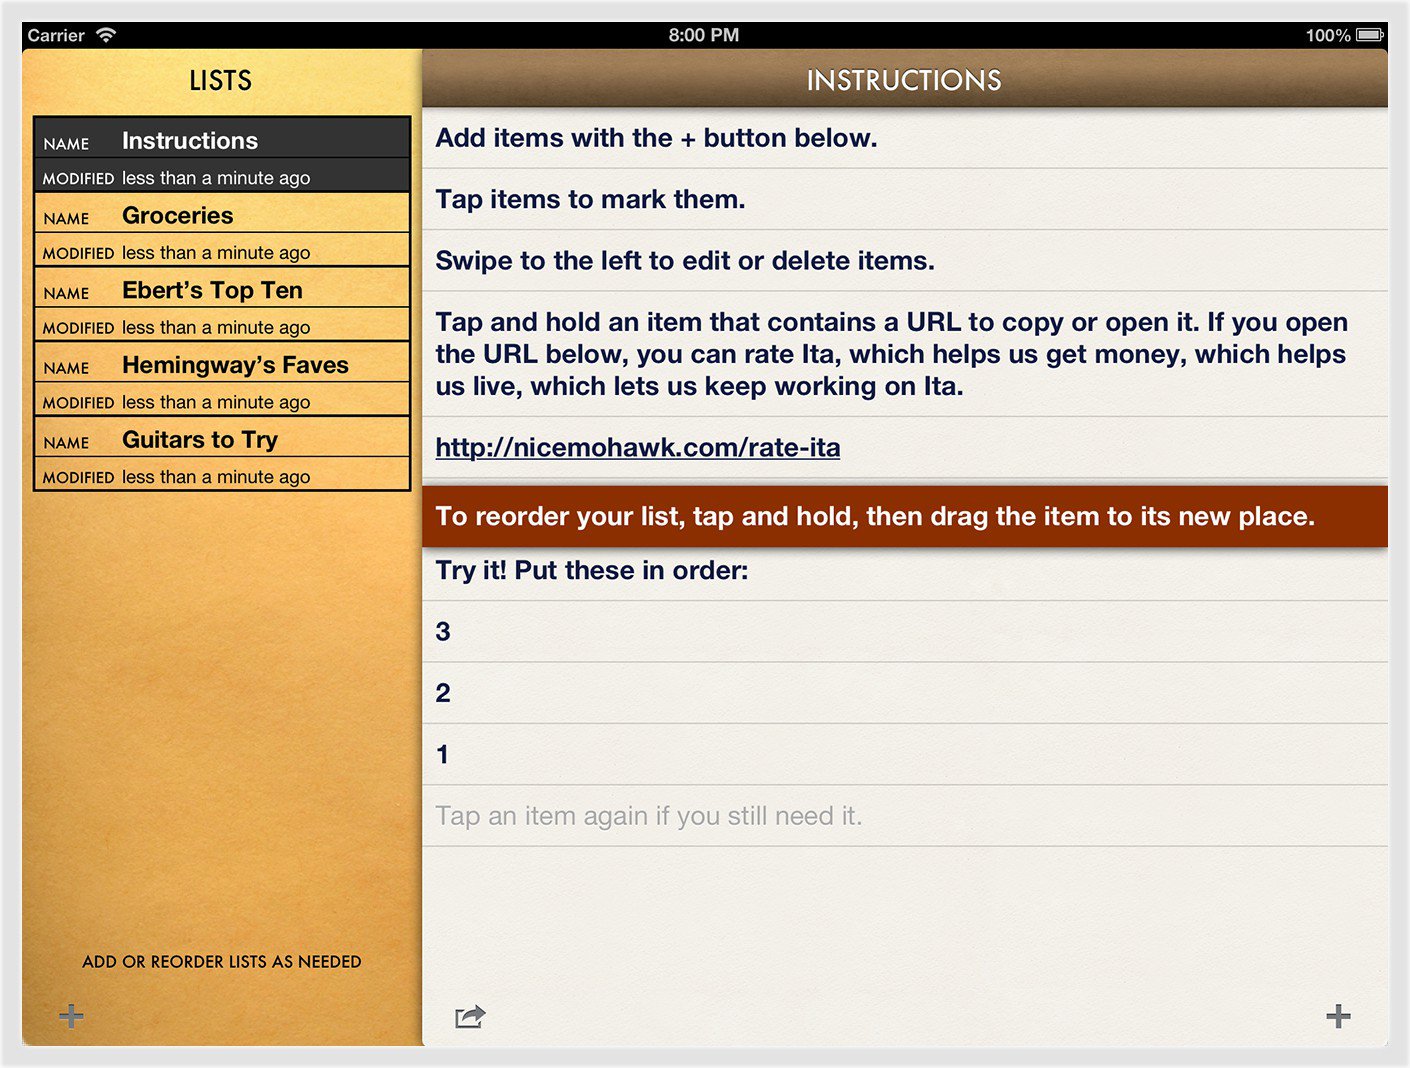 Carrier
8:00 PM
100%
LISTS
NAME Instructions
MODIFIED less than a minute ago
NAME Groceries
MODIFIED less than a minute ago
NAME Ebert’s Top Ten
MODIFIED less than a minute ago
NAME Hemingway’s Faves
MODIFIED less than a minute ago
NAME Guitars to Try
MODIFIED less than a minute ago
ADD OR REORDER LISTS AS NEEDED
INSTRUCTIONS
Add items with the + button below.
Tap items to mark them.
Swipe to the left to edit or delete items.
Tap and hold an item that contains a URL to copy or open it. If you open
the URL below, you can rate Ita, which helps us get money, which helps
us live, which lets us keep working on Ita.
http://nicemohawk.com/rate-ita
To reorder your list, tap and hold, then drag the item to its new place.
Try it! Put these in order:
3
2
1
Tap an item again if you still need it.